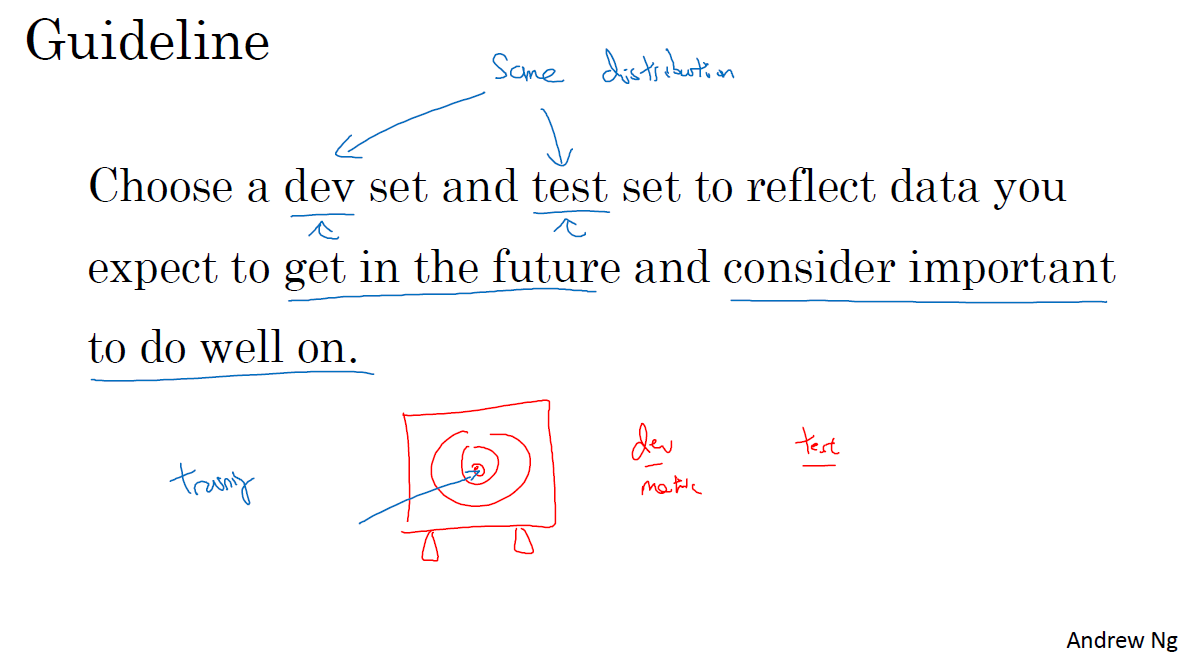 Guideline
Same distribution
Choose a dev set and test set to reflect data you
expect to get in the future and consider important
to do well on.
dev test
training metric
Andrew Ng